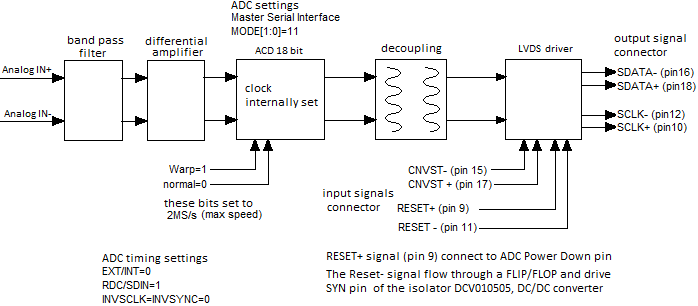 ADC settings
Master Serial Interface
MODE[1:0]=11
output signal
connector
band pass
filter
differential
amplifier
ACD 18 bit
decoupling
LVDS driver
Analog IN+
Analog IN-
clock
internally set
SDATA- (pin16)
SDATA+ (pin18)
SCLK- (pin12)
SCLK+ (pin10)
Warp=1
normal=0
these bits set to
2MS/s (max speed)
CNVST- (pin 15)
CNVST + (pin 17)
input signals
connector
RESET+ (pin 9)
RESET - (pin 11)
ADC timing settings
EXT/INT=0
RDC/SDIN=1
INVSCLK=INVSYNC=0
RESET+ signal (pin 9) connect to ADC Power Down pin
The Reset- signal flow through a FLIP/FLOP and drive
SYN pin of the isolator DCV010505, DC/DC converter